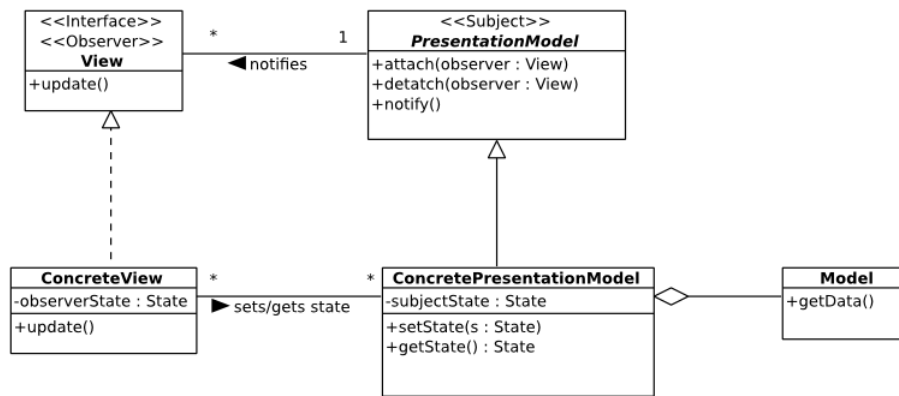 <<Interface>>
<<Observer>>
View
+update()
*
1
notifies
<<Subject>>
PresentationModel
+attach(observer : View)
+detatch(observer : View)
+notify()
ConcreteView
-observerState : State
+update()
*
*
sets/gets state
ConcretePresentationModel
-subjectState : State
+setState(s : State)
+getState() : State
Model
+getData()